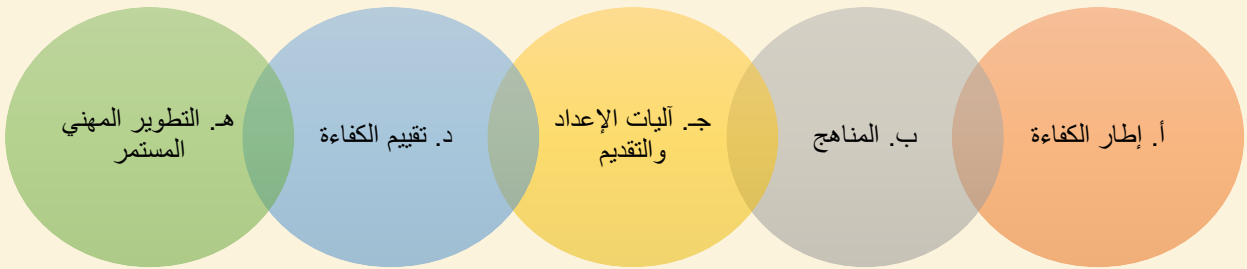 أ. إطار الكفاءة
ب. المناهج
جـ. آليات الإعداد
والتقديم
د. تقييم الكفاءة
هـ. التطوير المهني
المستمر